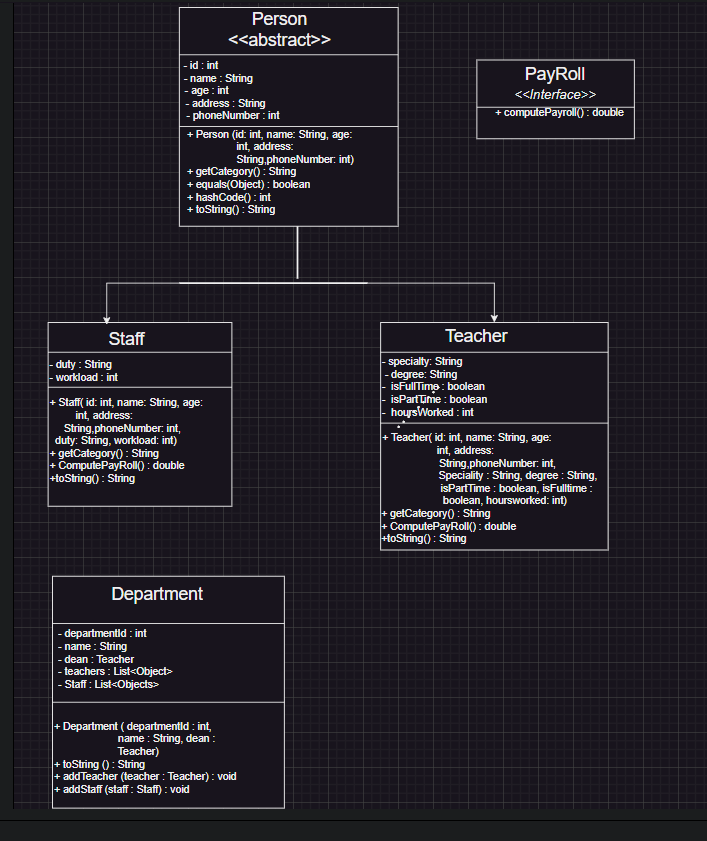 Person
<<abstract>>
- id : int
- name : String
- age : int
- address : String
- phoneNumber : int
+ Person (id: int, name: String, age:
int, address:
String,phoneNumber: int)
+ getCategory() : String
+ equals(Object) : boolean
+ hashCode() : int
+ toString() : String
PayRoll
<<Interface>>
+ computePayroll() : double
Staff
- duty : String
- workload : int
+ Staff( id: int, name: String, age:
int, address:
String,phoneNumber: int,
duty: String, workload: int)
+ getCategory() : String
+ ComputePayRoll() : double
+toString() : String
Teacher
- specialty: String
- degree: String
- isFullTime : boolean
- isPartTime : boolean
- hoursWorked : int
+ Teacher( id: int, name: String, age:
int, address:
String,phoneNumber: int,
Speciality : String, degree : String,
isPartTime : boolean, isFulltime :
boolean, hoursworked: int)
+ getCategory() : String
+ ComputePayRoll() : double
+toString() : String
Department
- departmentId : int
- name : String
- dean : Teacher
- teachers : List<Object>
- Staff : List<Objects>
+ Department ( departmentId : int,
name : String, dean :
Teacher)
+ toString () : String
+ addTeacher (teacher : Teacher) : void
+ addStaff (staff : Staff) : void